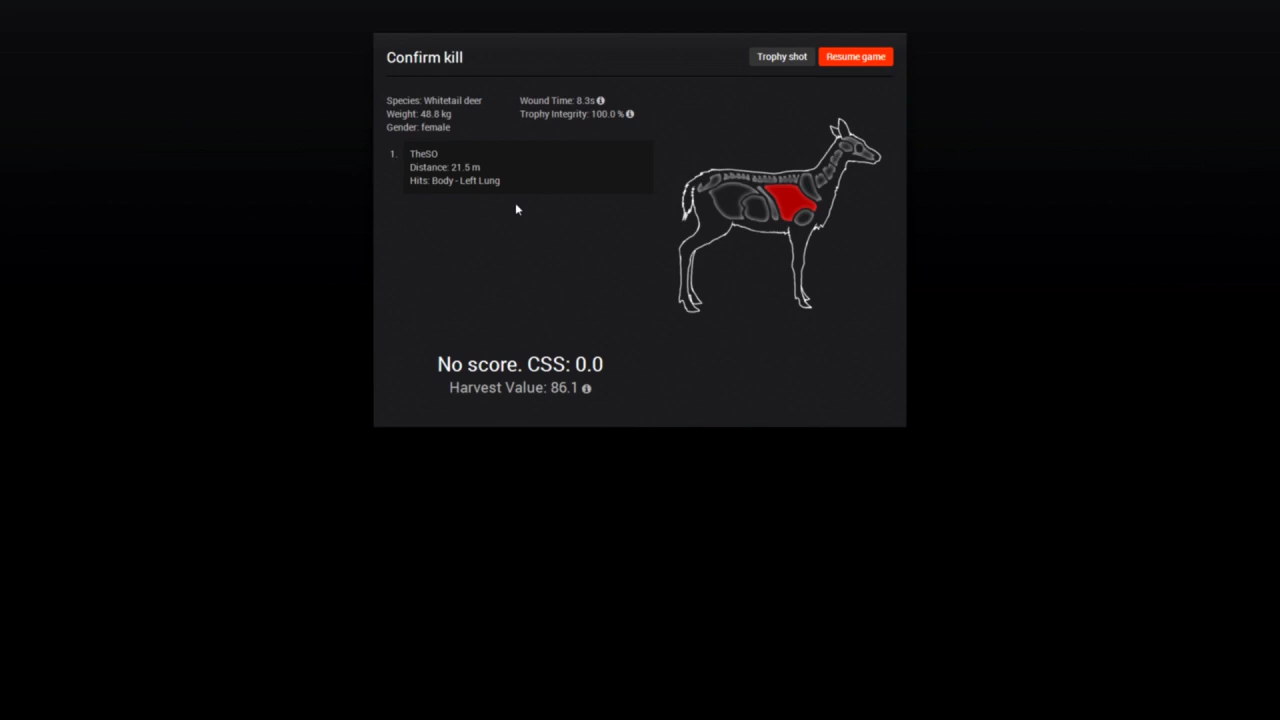 Confirm kill
Trophy shot
Resume game
Species: Whitetail deer
Weight: 48.8 kg
Gender: female
Wound Time: 8.3s
Trophy Integrity: 100.0 %
1.
TheSO
Distance: 21.5 m
Hits: Body - Left Lung
No score. CSS: 0.0
Harvest Value: 86.1